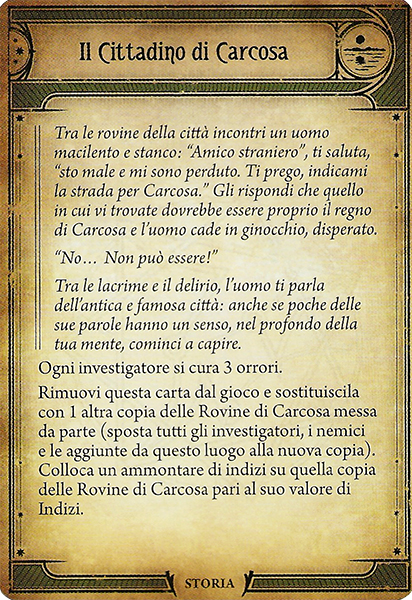 Il Cittadino di Carcosa
Tra le rovine della città incontri un uomo
macilento e stanco: “Amico straniero”, ti saluta,
“sto male e mi sono perduto. Ti prego, indicami
la strada per Carcosa.” Gli rispondi che quello
in cui vi trovate dovrebbe essere proprio il regno
di Carcosa e l’uomo cade in ginocchio, disperato.
“No… Non può essere!”
Tra le lacrime e il delirio, l’uomo ti parla
dell’antica e famosa città: anche se poche delle
sue parole hanno un senso, nel profondo della
tua mente, cominci a capire.
Ogni investigatore si cura 3 orrori.
Rimuovi questa carta dal gioco e sostituiscila
con 1 altra copia delle Rovine di Carcosa messa
da parte (sposta tutti gli investigatori, i nemici
e le aggiunte da questo luogo alla nuova copia).
Colloca un ammontare di indizi su quella copia
delle Rovine di Carcosa pari al suo valore di
Indizi.
STORIA